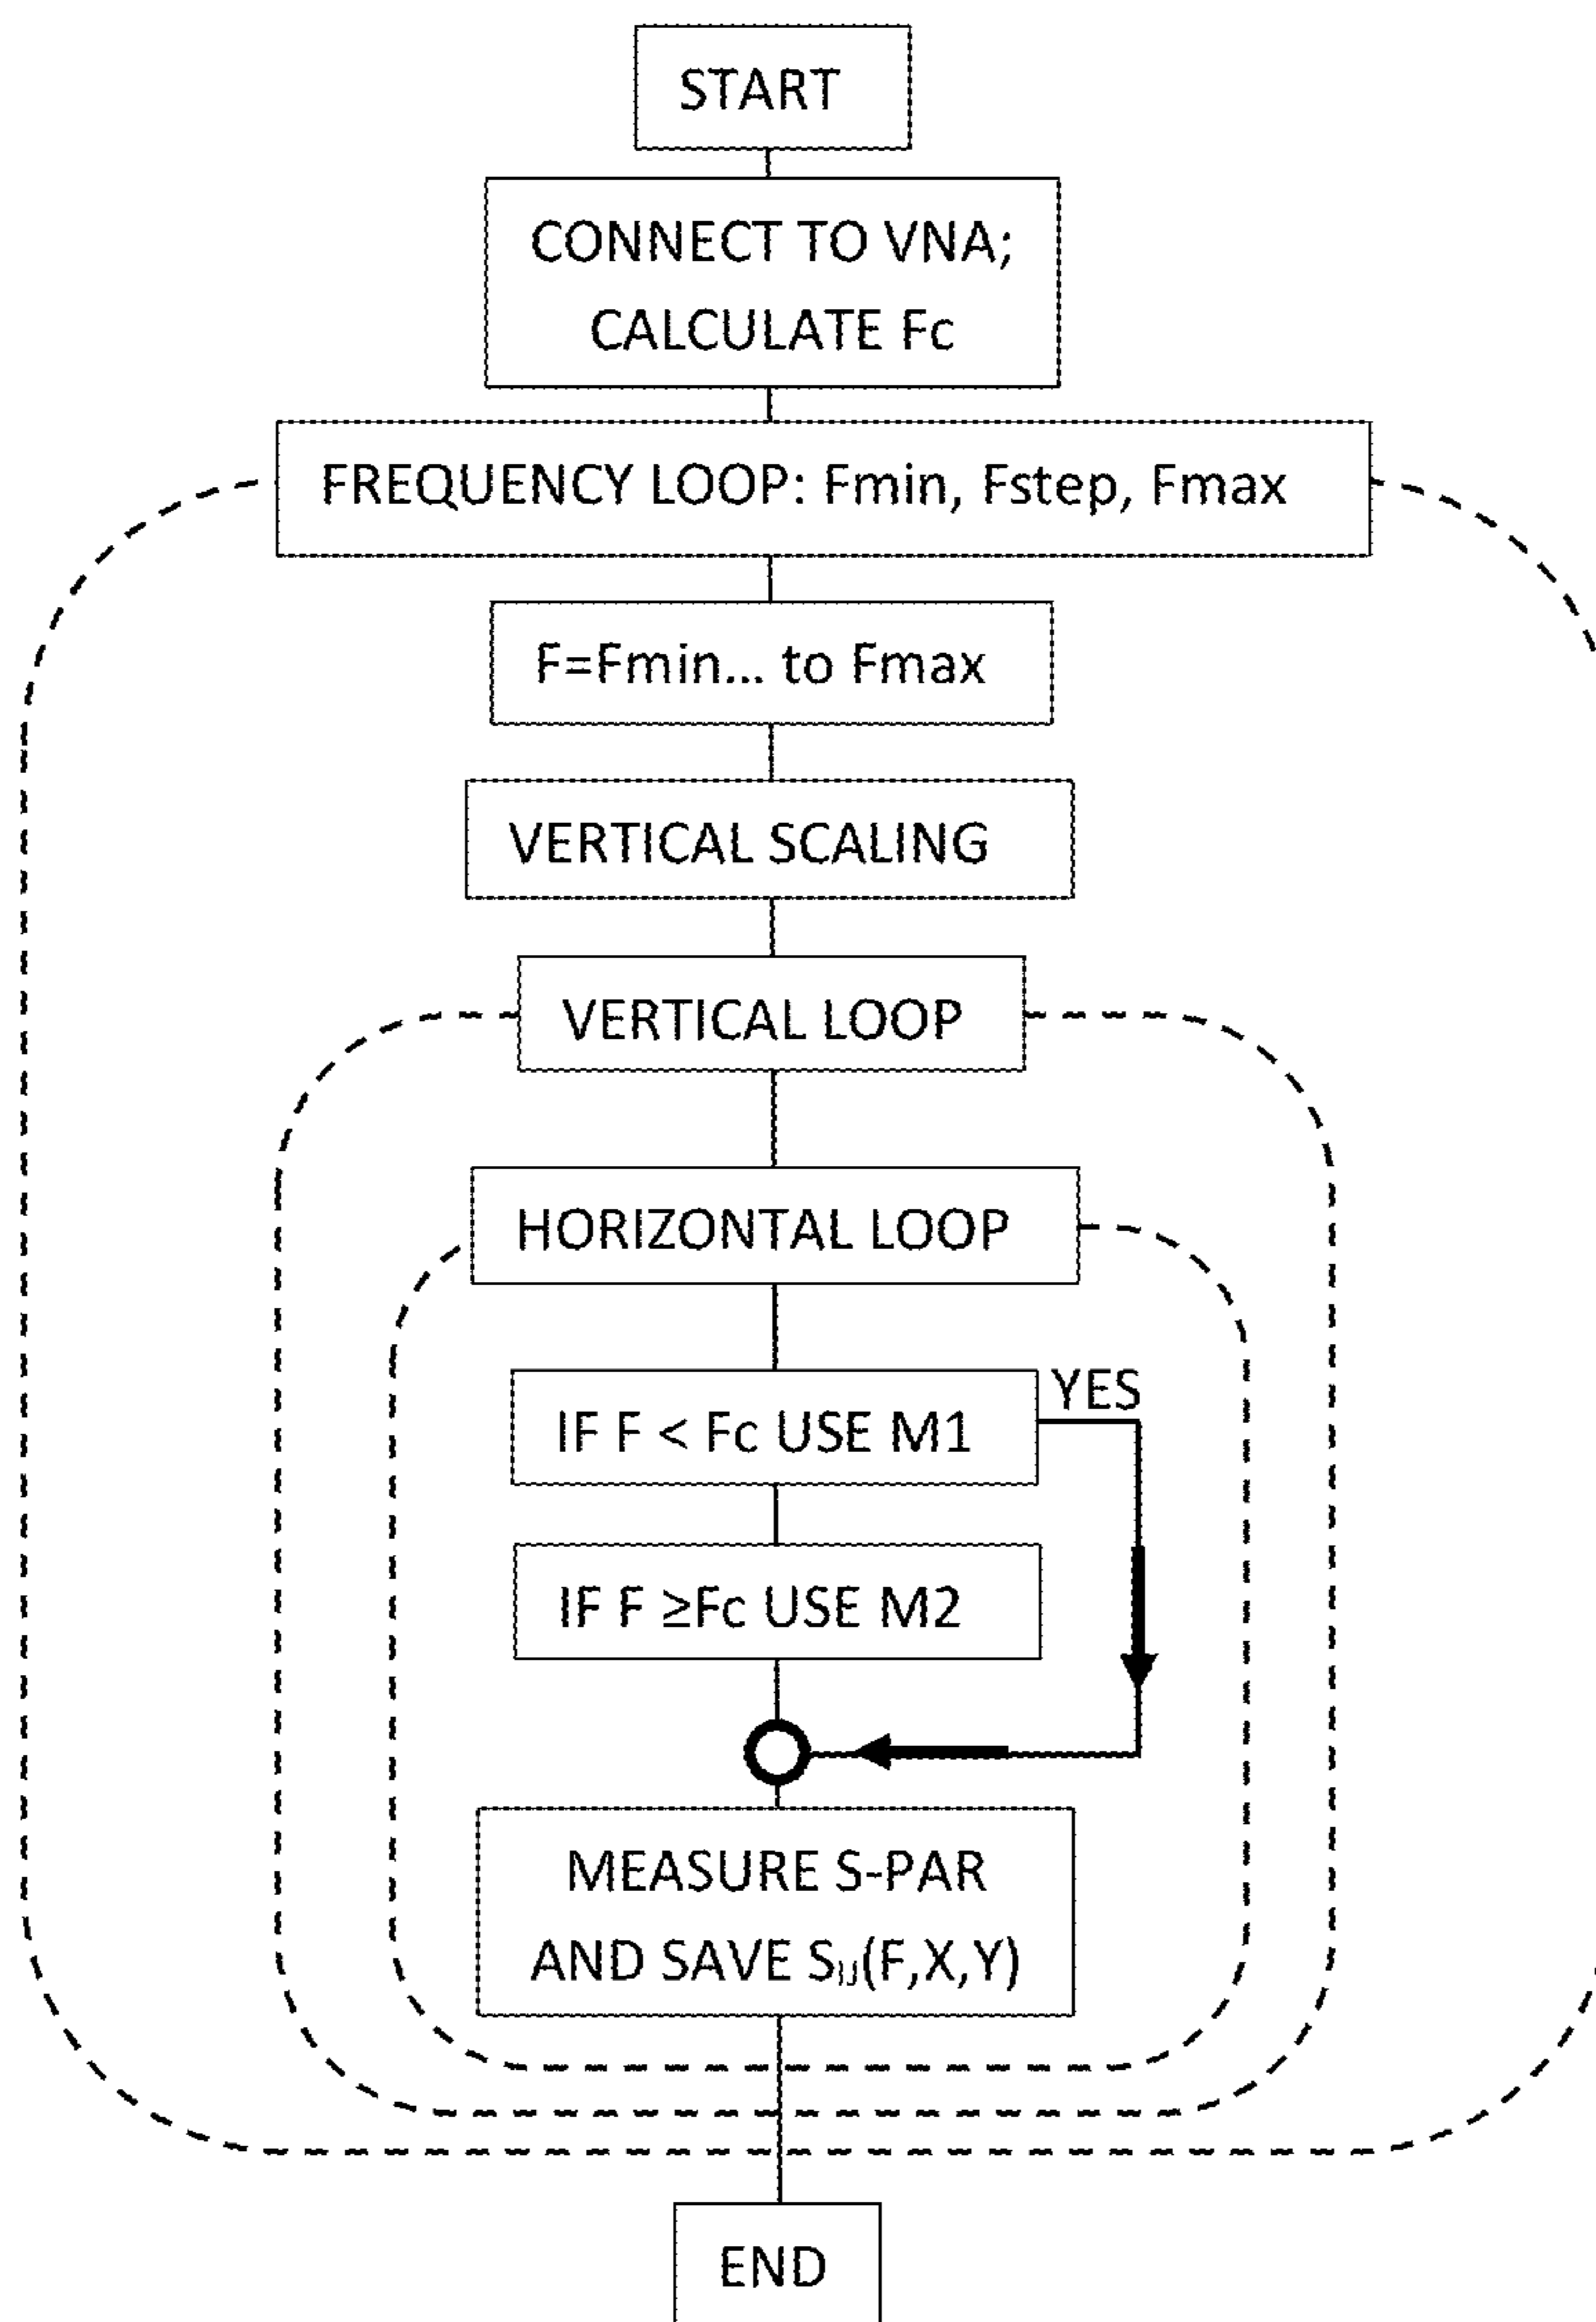 START
CONNECT TO VNA;
CALCULATE Fc
FREQUENCY LOOP: Fmin, Fstep, Fmax
F=Fmin... to Fmax
VERTICAL SCALING
VERTICAL LOOP
HORIZONTAL LOOP
YES
IF F < Fc USE M1
IF F ≥Fc USE M2
MEASURE S-PAR
AND SAVE SIJ(F,X,Y)
END